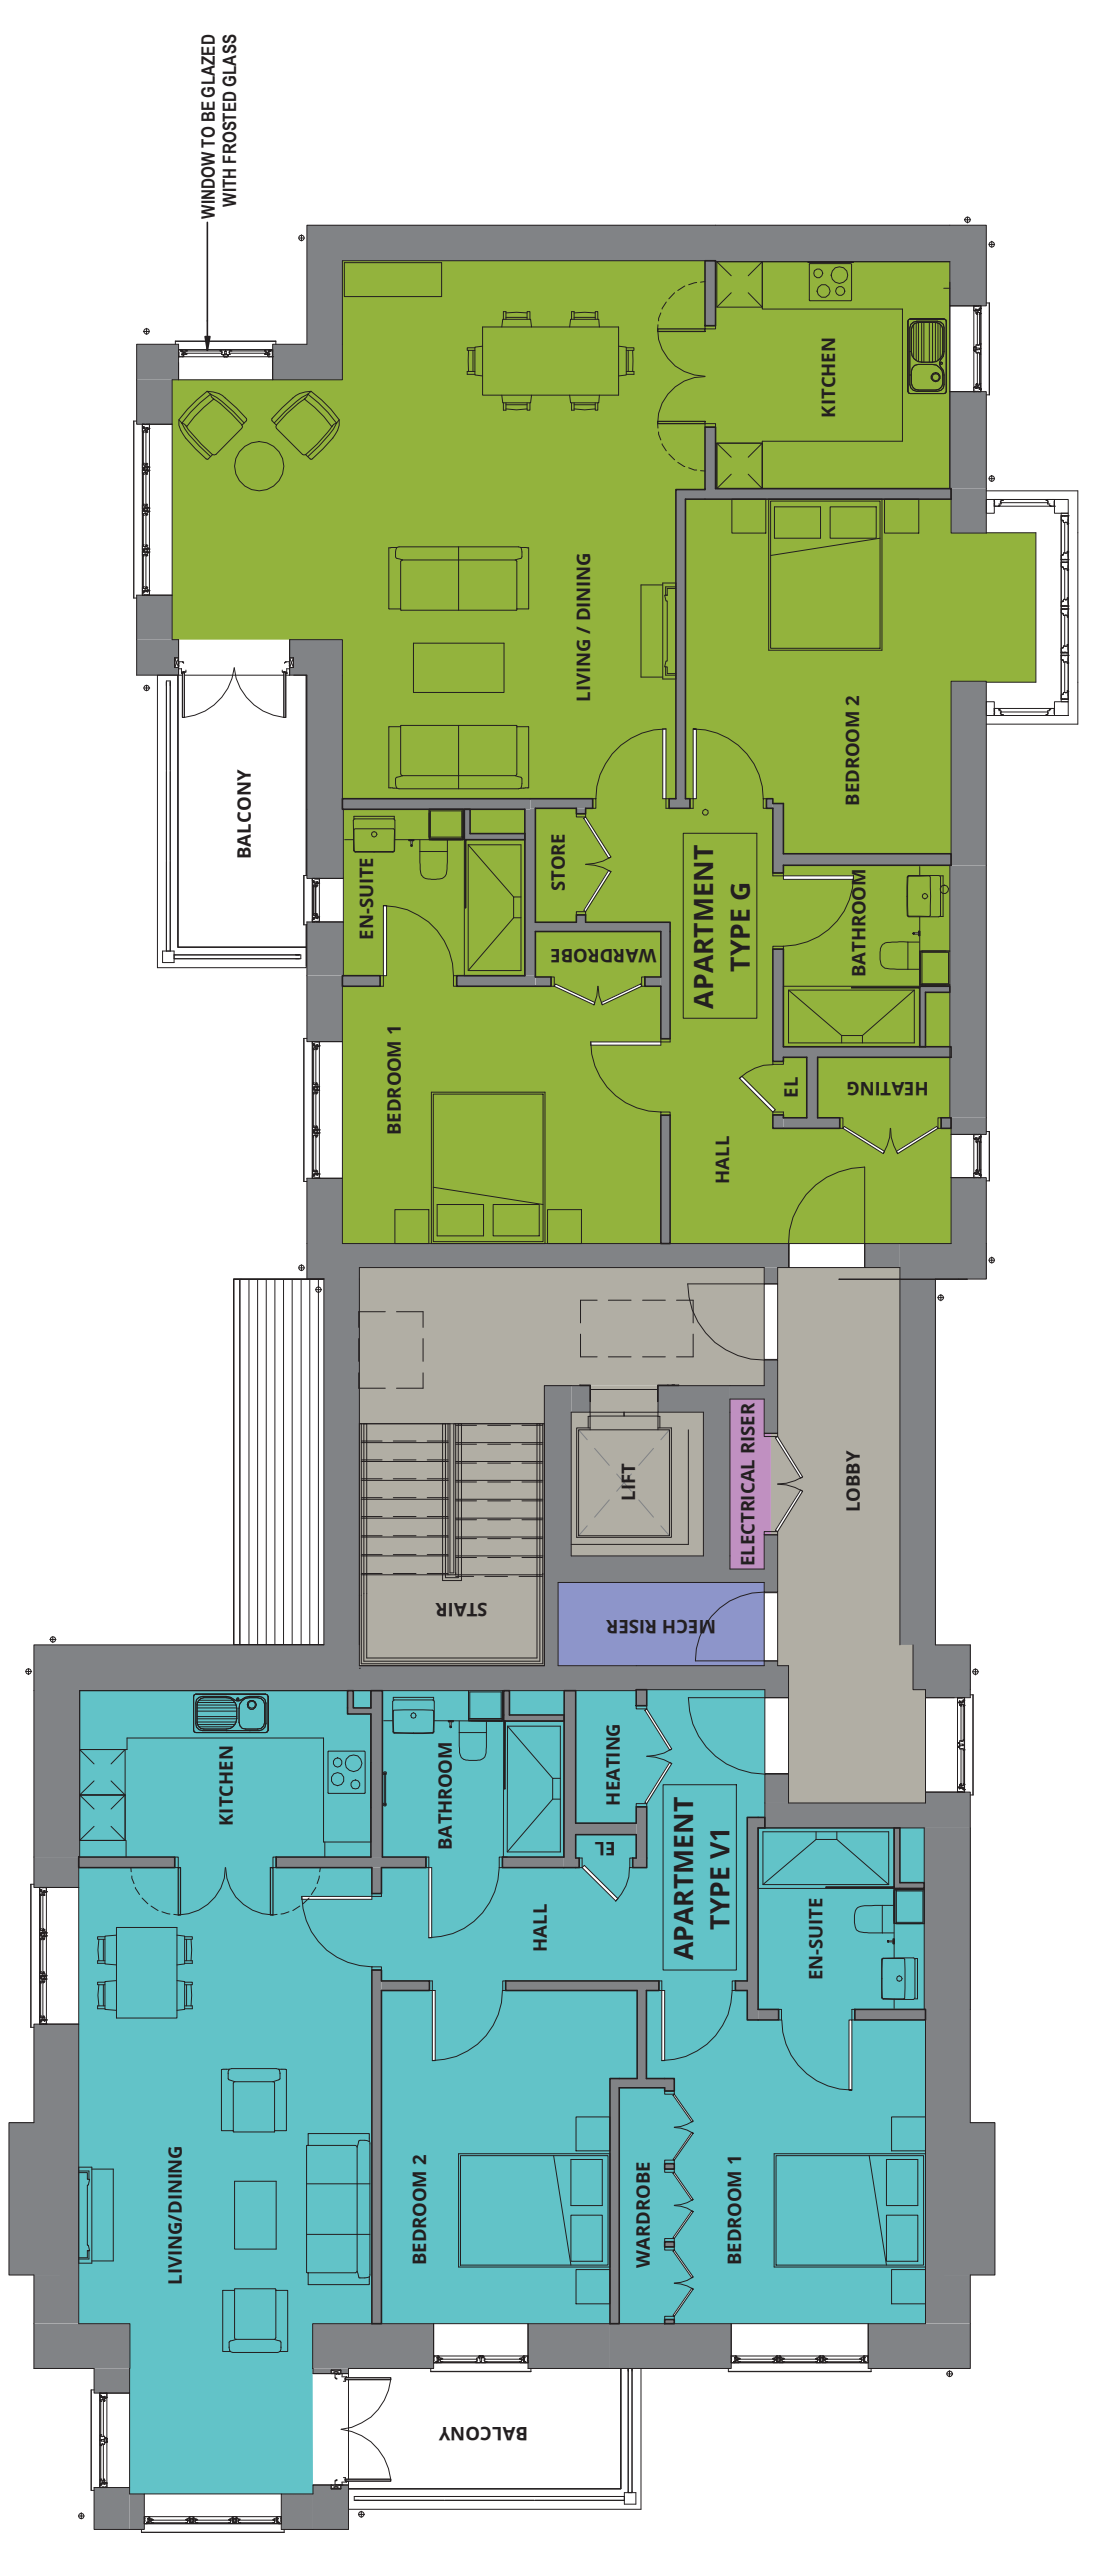 WINDOW TO BE GLAZED
WITH FROSTED GLASS
KITCHEN
LIVING / DINING
BEDROOM 2
BALCONY
EN-SUITE
STORE
WARDROBE
APARTMENT
TYPE G
BATHROOM
BEDROOM 1
EL
HEATING
HALL
LIFT
ELECTRICAL RISER
LOBBY
STAIR
MECH RISER
KITCHEN
BATHROOM
HEATING
EL
APARTMENT
TYPE V1
HALL
EN-SUITE
LIVING/DINING
BEDROOM 2
WARDROBE
BEDROOM 1
BALCONY